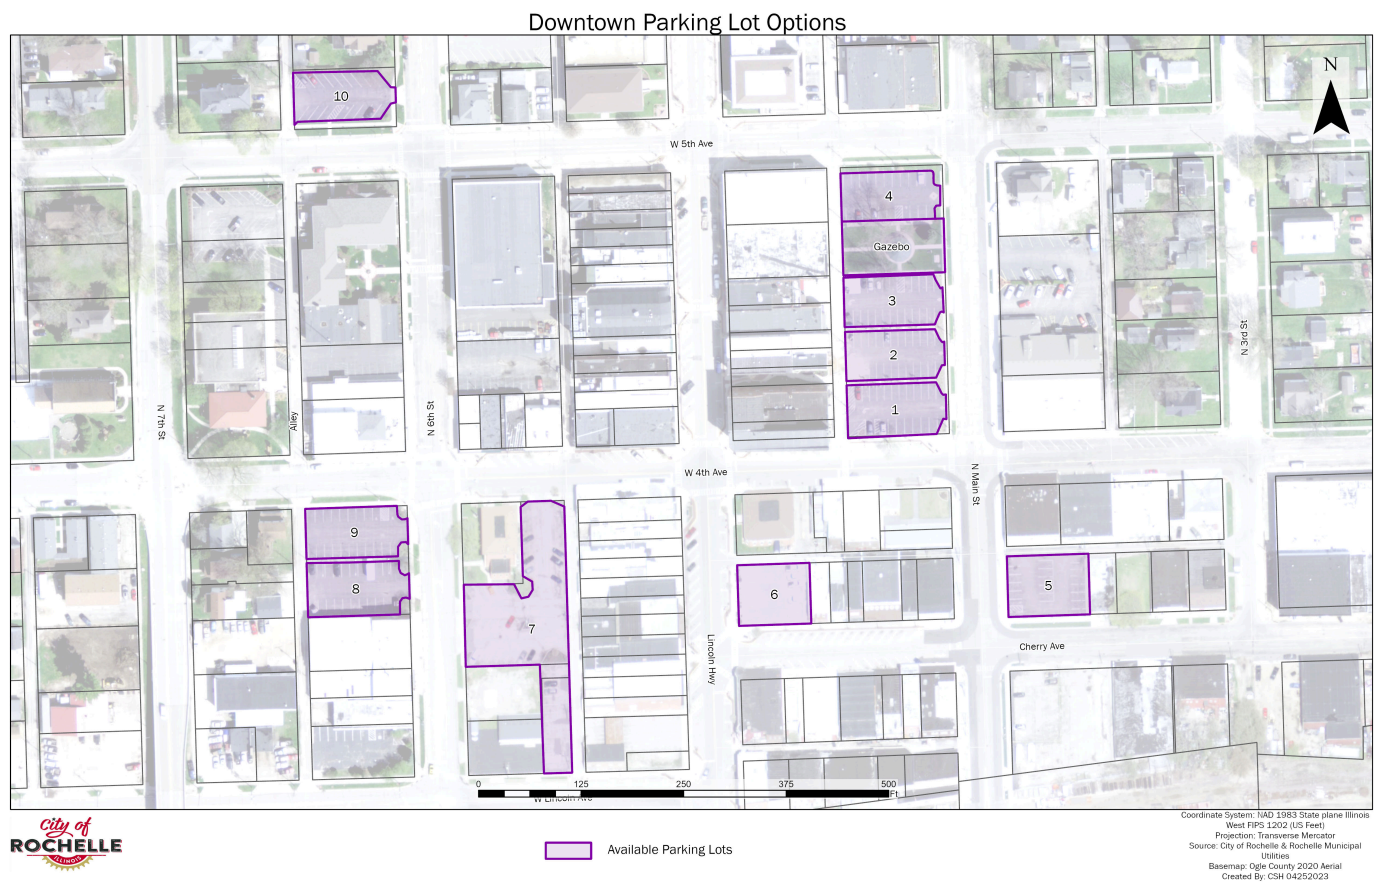 Downtown Parking Lot Options
N
10
W 5th Ave
4
Gazebo
3
2
1
N 3rd St
N 7th St
Alley
N 6th St
W 4th Ave
N Main St
9
8
7
6
5
Lincoln Hwy
Cherry Ave
0 125 250 375 500
Ft
W Lincoln Ave
City of
ROCHELLE
ILLINOIS
Available Parking Lots
Coordinate System: NAD 1983 State plane Illinois
West FIPS 1202 (US Feet)
Projection: Transverse Mercator
Source: City of Rochelle & Rochelle Municipal
Utilities
Basemap: Ogle County 2020 Aerial
Created By: CSH 04252023